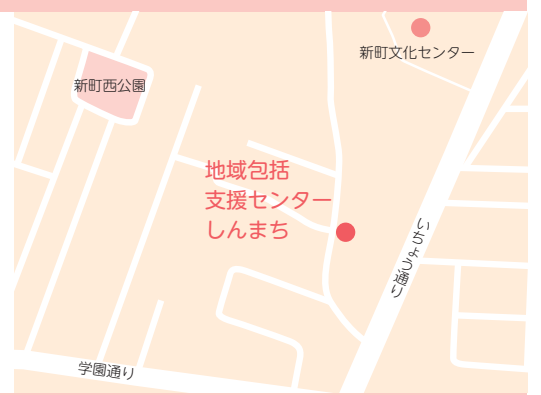 新町文化センター
新町西公園
地域包括
支援センター
しんまち
いちょう通り
学園通り